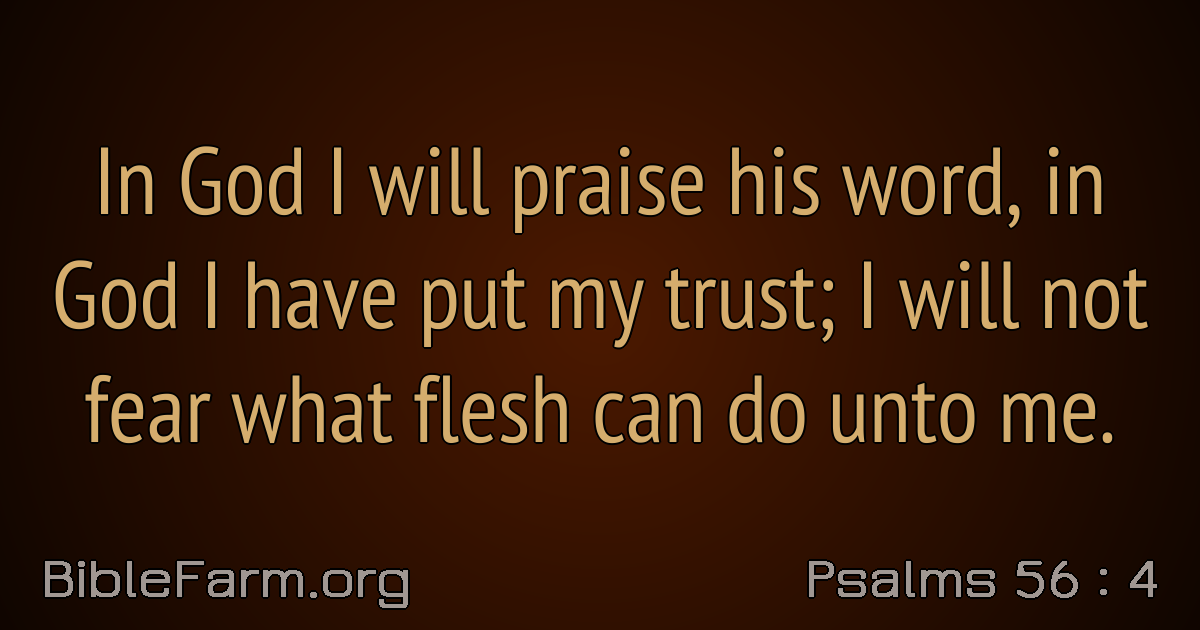 In God I will praise his word, in
God I have put my trust; I will not
fear what flesh can do unto me.
BibleFarm.org
Psalms 56 : 4